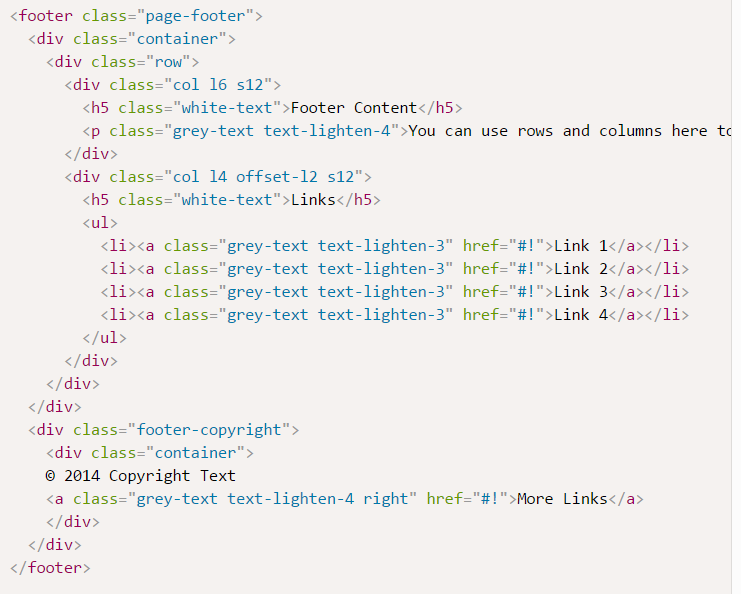 <footer class="page-footer">
<div class="container">
<div class="row">
<div class="col l6 s12">
<h5 class="white-text">Footer Content</h5>
<p class="grey-text text-lighten-4">You can use rows and columns here to
</div>
<div class="col l4 offset-l2 s12">
<h5 class="white-text">Links</h5>
<ul>
<li><a class="grey-text text-lighten-3" href="#!">Link 1</a></li>
<li><a class="grey-text text-lighten-3" href="#!">Link 2</a></li>
<li><a class="grey-text text-lighten-3" href="#!">Link 3</a></li>
<li><a class="grey-text text-lighten-3" href="#!">Link 4</a></li>
</ul>
</div>
</div>
</div>
<div class="footer-copyright">
<div class="container">
© 2014 Copyright Text
<a class="grey-text text-lighten-4 right" href="#!">More Links</a>
</div>
</div>
</footer>